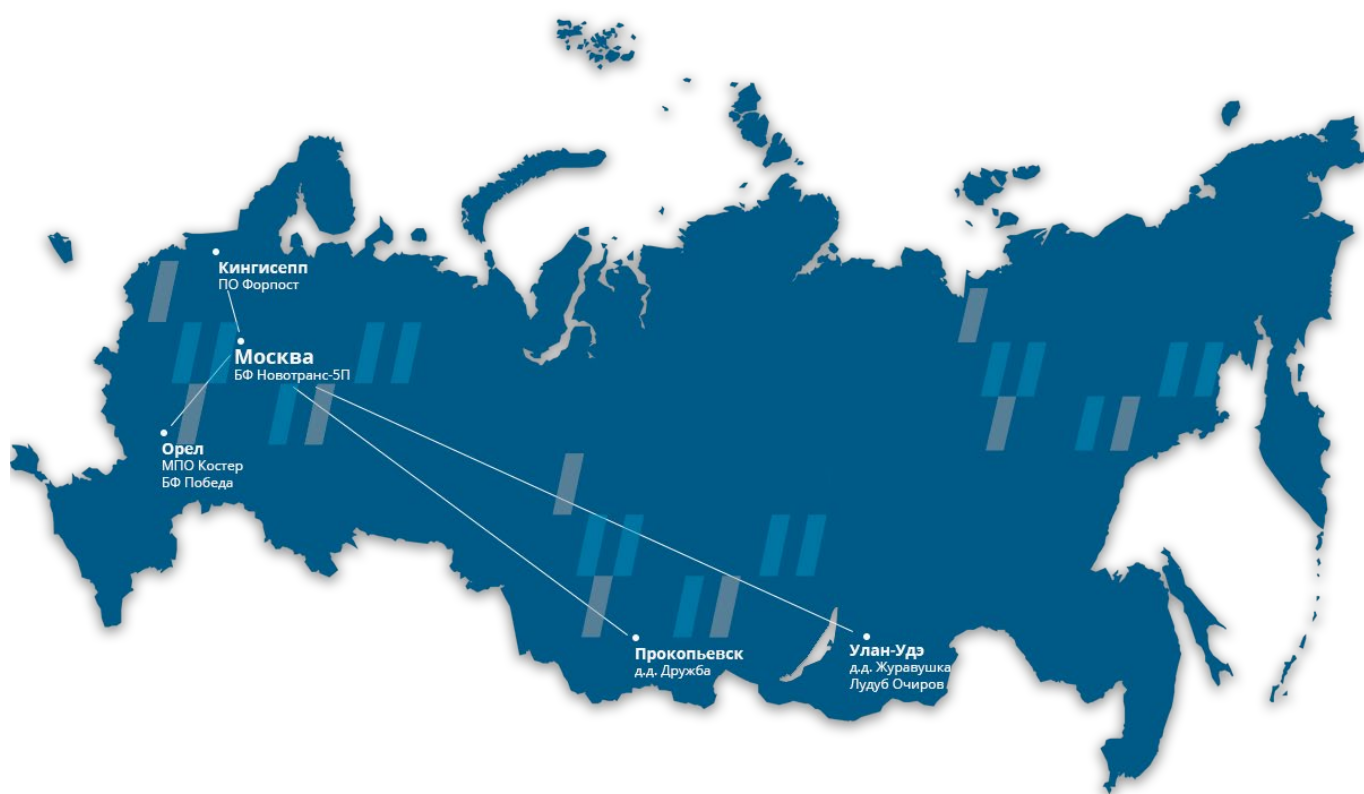 Кингисепп
ПО Форпост
Москва
БФ Новотранс-5П
Орел
МПО Костер
БФ Победа
Прокопьевск
д.д. Дружба
Улан-Удэ
д.д. Журавушка
Лудуб Очиров